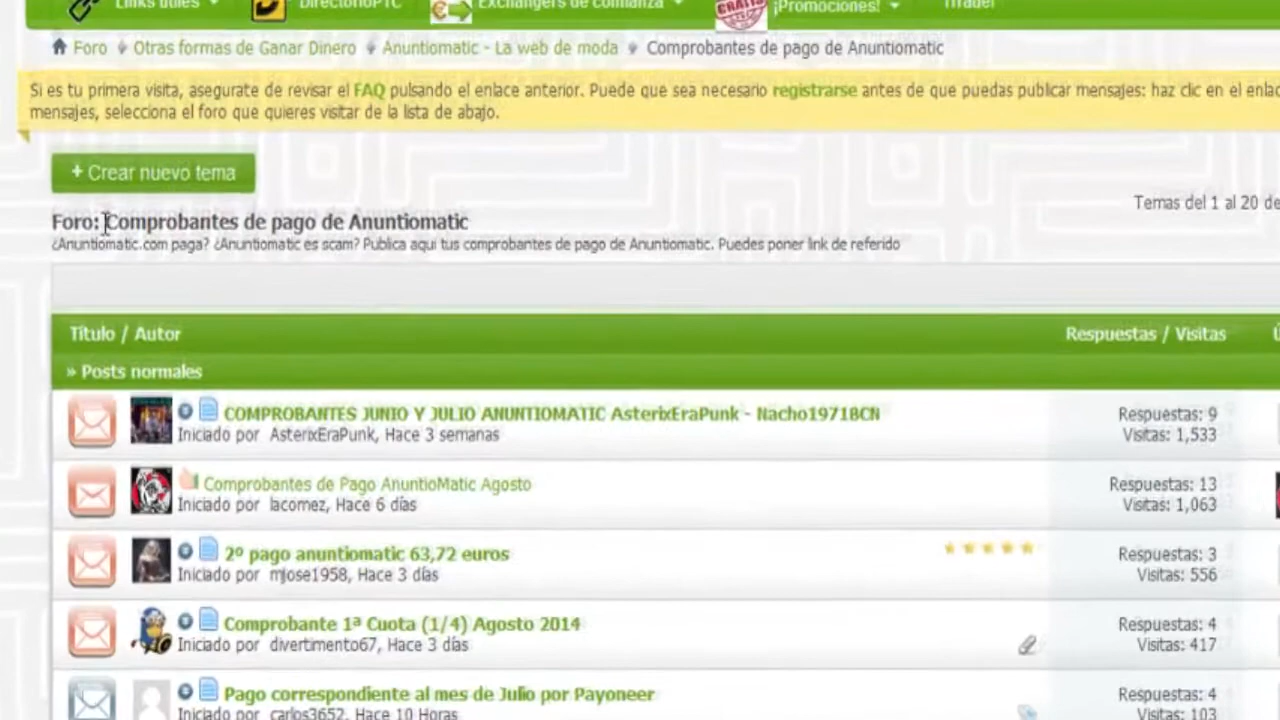 Links útiles
DirectorioPTC
Exchangers de confianza
GRATIS
¡Promociones!
iTrader
Foro
Otras formas de Ganar Dinero
Anuntiomatic - La web de moda
Comprobantes de pago de Anuntiomatic
Si es tu primera visita, asegurate de revisar el FAQ pulsando el enlace anterior. Puede que sea necesario registrarse antes de que puedas publicar mensajes: haz clic en el
mensajes, selecciona el foro que quieres visitar de la lista de abajo.
+ Crear nuevo tema
Temas del 1 al 20 de
Foro: Comprobantes de pago de Anuntiomatic
¿Anuntiomatic.com paga? ¿Anuntiomatic es scam? Publica aqui tus comprobantes de pago de Anuntiomatic. Puedes poner link de referido
Título / Autor
Respuestas / Visitas
» Posts normales
COMPROBANTES JUNIO Y JULIO ANUNTIOMATIC AsterixEraPunk - Nacho1971BCN
Respuestas: 9
Iniciado por AsterixEraPunk, Hace 3 semanas
Visitas: 1,533
Comprobantes de Pago AnuntioMatic Agosto
Respuestas: 13
Iniciado por lacomez, Hace 6 días
Visitas: 1,063
2º pago anuntiomatic 63,72 euros
Respuestas: 3
Iniciado por mjose1958, Hace 3 días
Visitas: 556
Comprobante 1ª Cuota (1/4) Agosto 2014
Respuestas: 4
Iniciado por divertimento67, Hace 3 días
Visitas: 417
Pago correspondiente al mes de Julio por Payoneer
Respuestas: 4
Iniciado por carlos3652, Hace 10 Horas
Visitas: 103